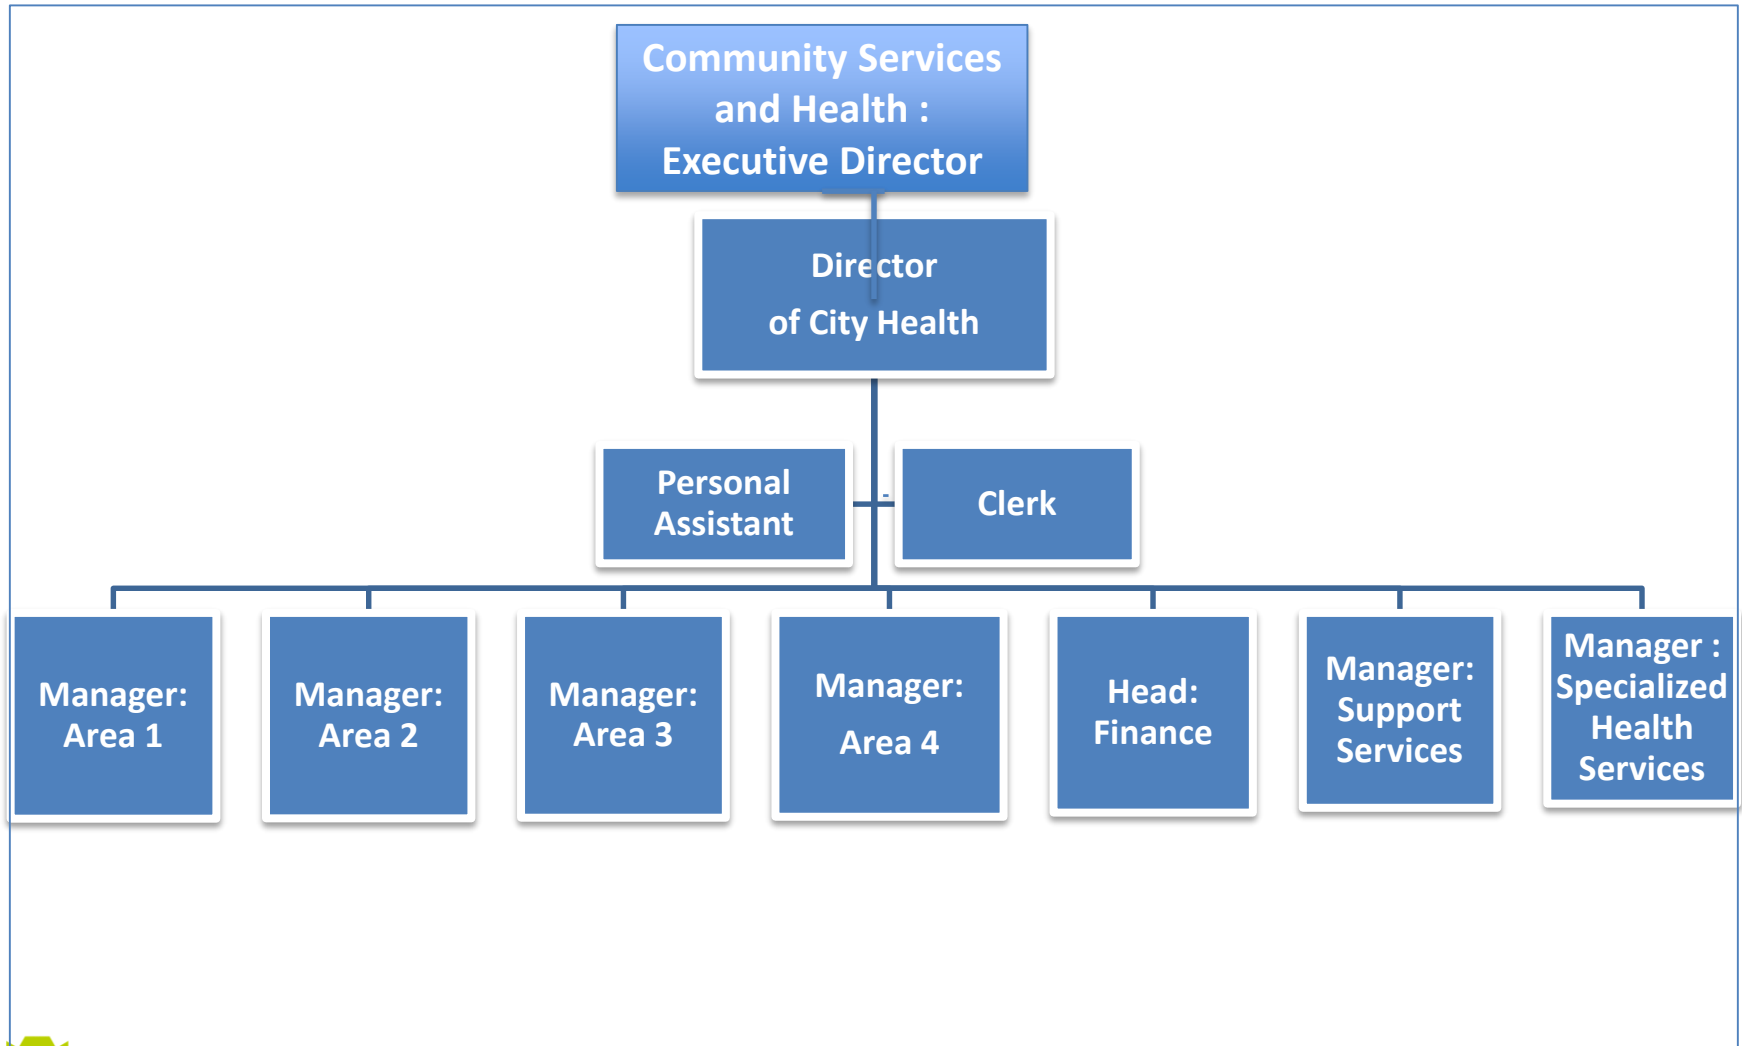 Community Services
and Health :
Executive Director
Director
of City Health
Personal
Assistant
-
Clerk
Manager:
Area 1
Manager:
Area 2
Manager:
Area 3
Manager:
Area 4
Head:
Finance
Manager:
Support
Services
Manager :
Specialized
Health
Services